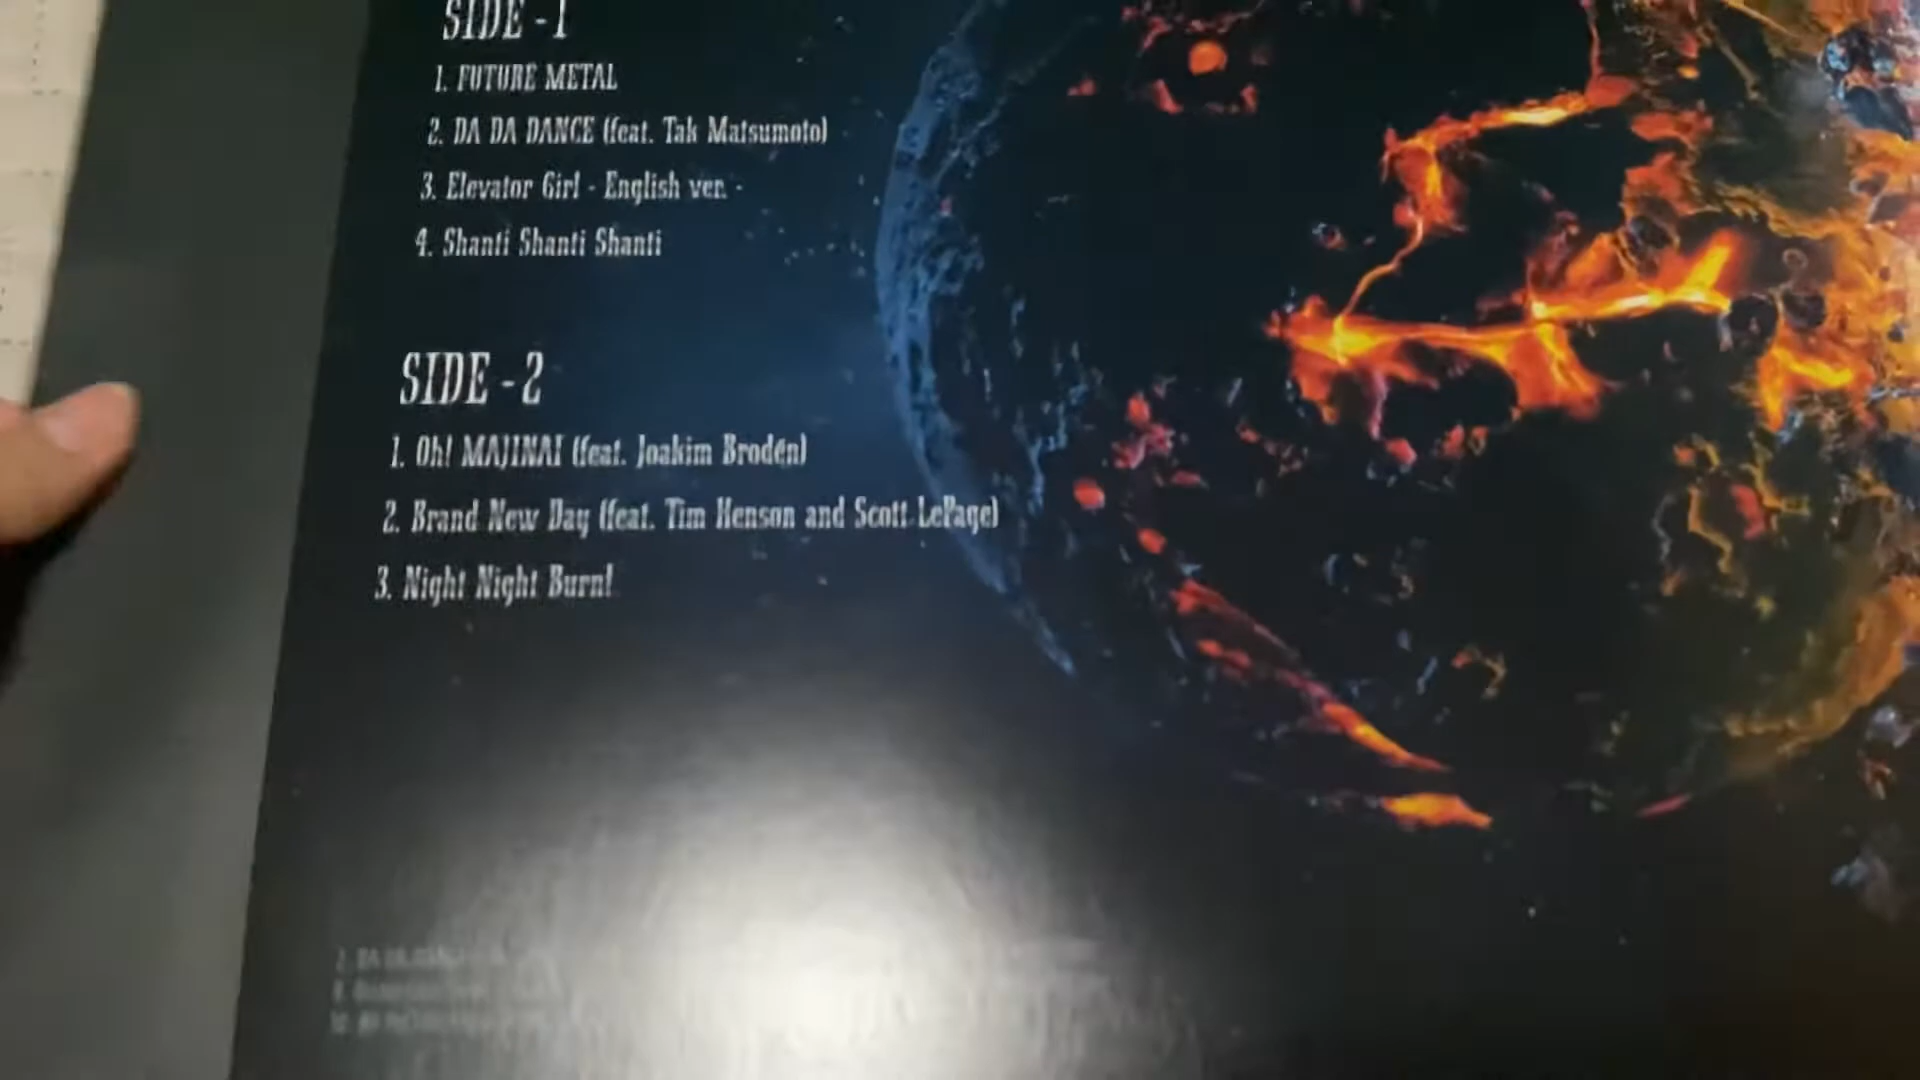 SIDE - 1
1. FUTURE METAL
2. DA DA DANCE (feat. Tak Matsumoto)
3. Elevator Girl - English ver. -
4. Shanti Shanti Shanti
SIDE - 2
1. Oh! MAJINAI (feat. Joakim Brodén)
2. Brand New Day (feat. Tim Henson and Scott LePage)
3. Night Night Burn!